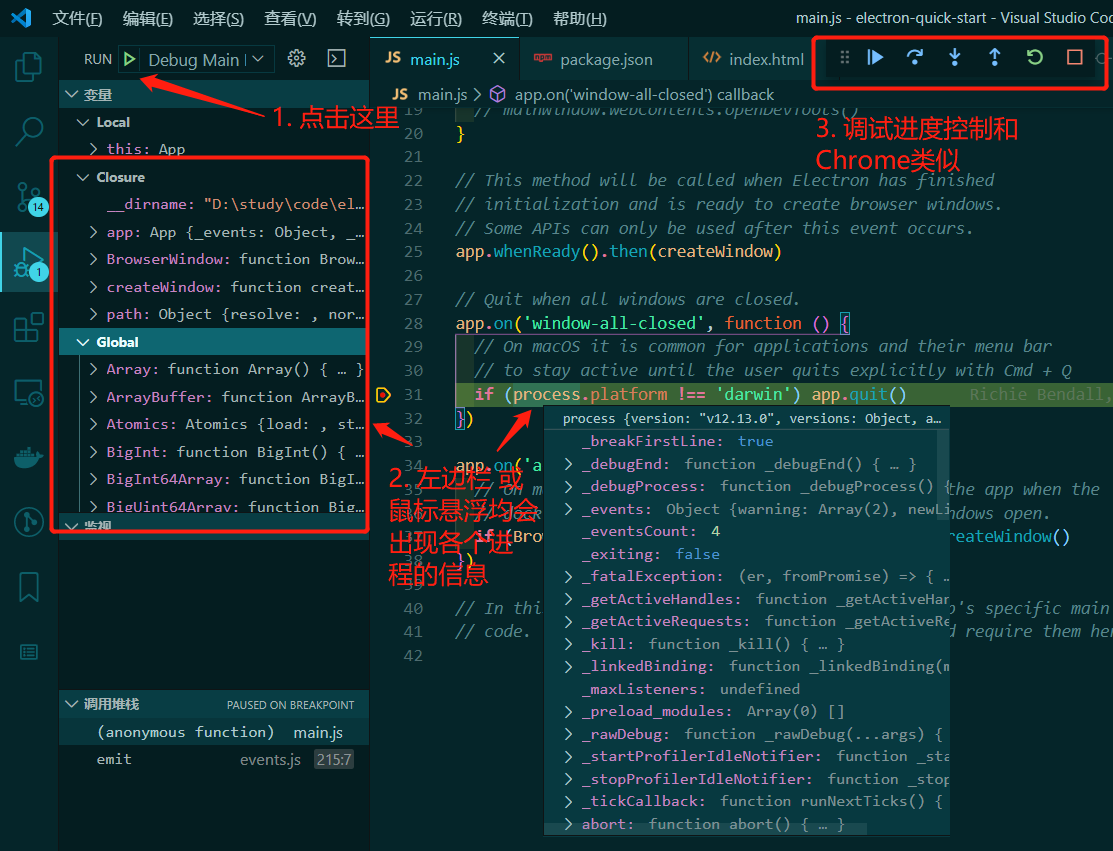 文件(F) 编辑(E) 选择(S) 查看(V) 转到(G) 运行(R) 终端(T) 帮助(H) main.js - electron-quick-start - Visual Studio Cod
RUN Debug Main
JS main.js package.json <> index.html
JS main.js > app.on('window-all-closed') callback
变量
Local
this: App
Closure
__dirname: "D:\study\code\el…
app: App {_events: Object, _…
BrowserWindow: function Brow…
createWindow: function creat…
path: Object {resolve: , nor…
Global
Array: function Array() { … }
ArrayBuffer: function ArrayB…
Atomics: Atomics {load: , st…
BigInt: function BigInt() { …
BigInt64Array: function BigI…
BigUint64Array: function Big…
监视
14
1
调用堆栈 PAUSED ON BREAKPOINT
(anonymous function) main.js
emit events.js 215:7
1. 点击这里
2. 左边栏 或
鼠标悬浮均会
出现各个进
程的信息
3. 调试进度控制和
Chrome类似
19 // mainWindow.webContents.openDevTools()
20 }
21
22 // This method will be called when Electron has finished
23 // initialization and is ready to create browser windows.
24 // Some APIs can only be used after this event occurs.
25 app.whenReady().then(createWindow)
26
27 // Quit when all windows are closed.
28 app.on('window-all-closed', function () {
29 // On macOS it is common for applications and their menu bar
30 // to stay active until the user quits explicitly with Cmd + Q
31 if (process.platform !== 'darwin') app.quit() Richie Bendall,
32 })
33
34 app.on('a
the app when the
ndows open.
if (Brow reateWindow()
})
40 // In thi p's specific main
41 // code. d require them her
42
process {version: "v12.13.0", versions: Object, a…
_breakFirstLine: true
_debugEnd: function _debugEnd() { … }
_debugProcess: function _debugProcess() {
_events: Object {warning: Array(2), newLi
_eventsCount: 4
_exiting: false
_fatalException: (er, fromPromise) => { …
_getActiveHandles: function _getActiveHan
_getActiveRequests: function _getActiveRe
_kill: function _kill() { … }
_linkedBinding: function _linkedBinding(m
_maxListeners: undefined
_preload_modules: Array(0) []
_rawDebug: function _rawDebug(...args) {
_startProfilerIdleNotifier: function _sta
_stopProfilerIdleNotifier: function _stop
_tickCallback: function runNextTicks() {
abort: function abort() { … }